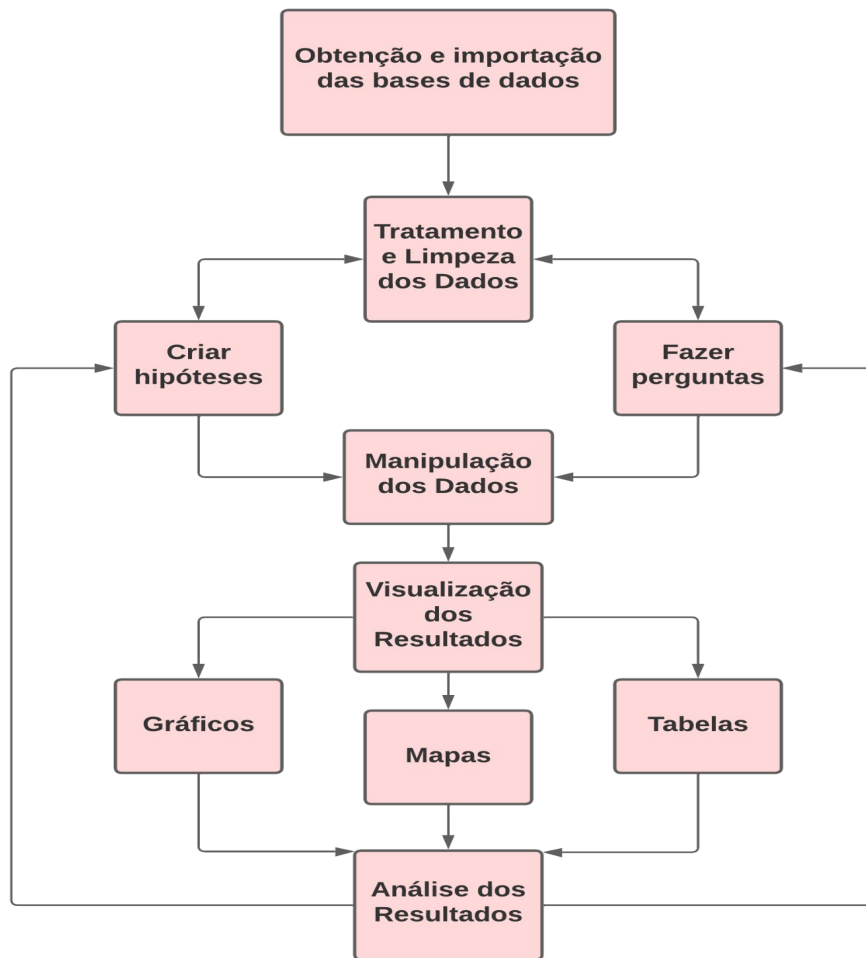 Obtenção e importação
das bases de dados
Tratamento
e Limpeza
dos Dados
Criar
hipóteses
Fazer
perguntas
Manipulação
dos Dados
Visualização
dos
Resultados
Gráficos
Mapas
Tabelas
Análise dos
Resultados